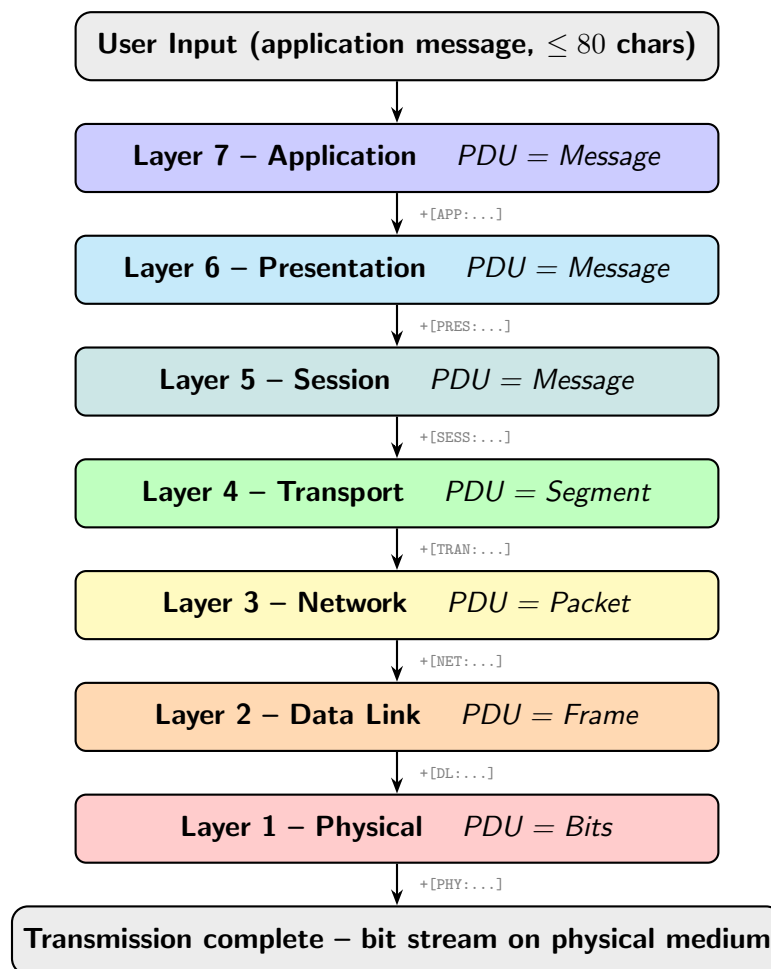 User Input (application message, ≤ 80 chars)
Layer 7 – Application PDU = Message
+[APP:...]
Layer 6 – Presentation PDU = Message
+[PRES:...]
Layer 5 – Session PDU = Message
+[SESS:...]
Layer 4 – Transport PDU = Segment
+[TRAN:...]
Layer 3 – Network PDU = Packet
+[NET:...]
Layer 2 – Data Link PDU = Frame
+[DL:...]
Layer 1 – Physical PDU = Bits
+[PHY:...]
Transmission complete – bit stream on physical medium